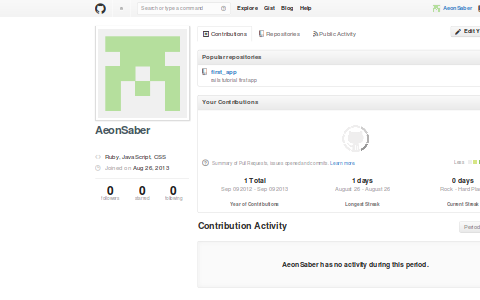 Search or type a command
Explore Gist Blog Help
AeonSaber
Contributions Repositories Public Activity
Edit Y
Popular repositories
first_app
Your Contributions
AeonSaber
Summary of Pull Requests, issues opened and commits. Learn more
Less
Ruby, JavaScript, CSS
Joined on Aug 26, 2013
1 Total
Sep 09 2012 - Sep 09 2013
Year of Contributions
1 days
August 26 - August 26
Longest Streak
0 days
Rock - Hard Pla
Current Streak
0 followers
0 starred
0 following
Contribution Activity
Period
AeonSaber has no activity during this period.